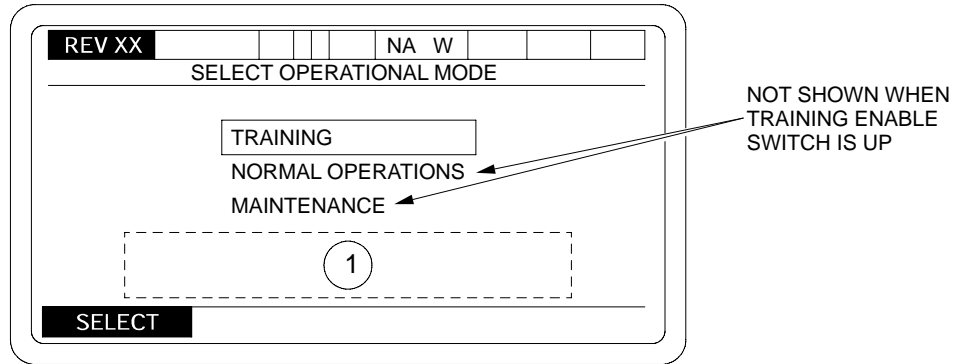 REV XX
NA W
SELECT OPERATIONAL MODE
TRAINING
NORMAL OPERATIONS
MAINTENANCE
1
SELECT
NOT SHOWN WHEN
TRAINING ENABLE
SWITCH IS UP